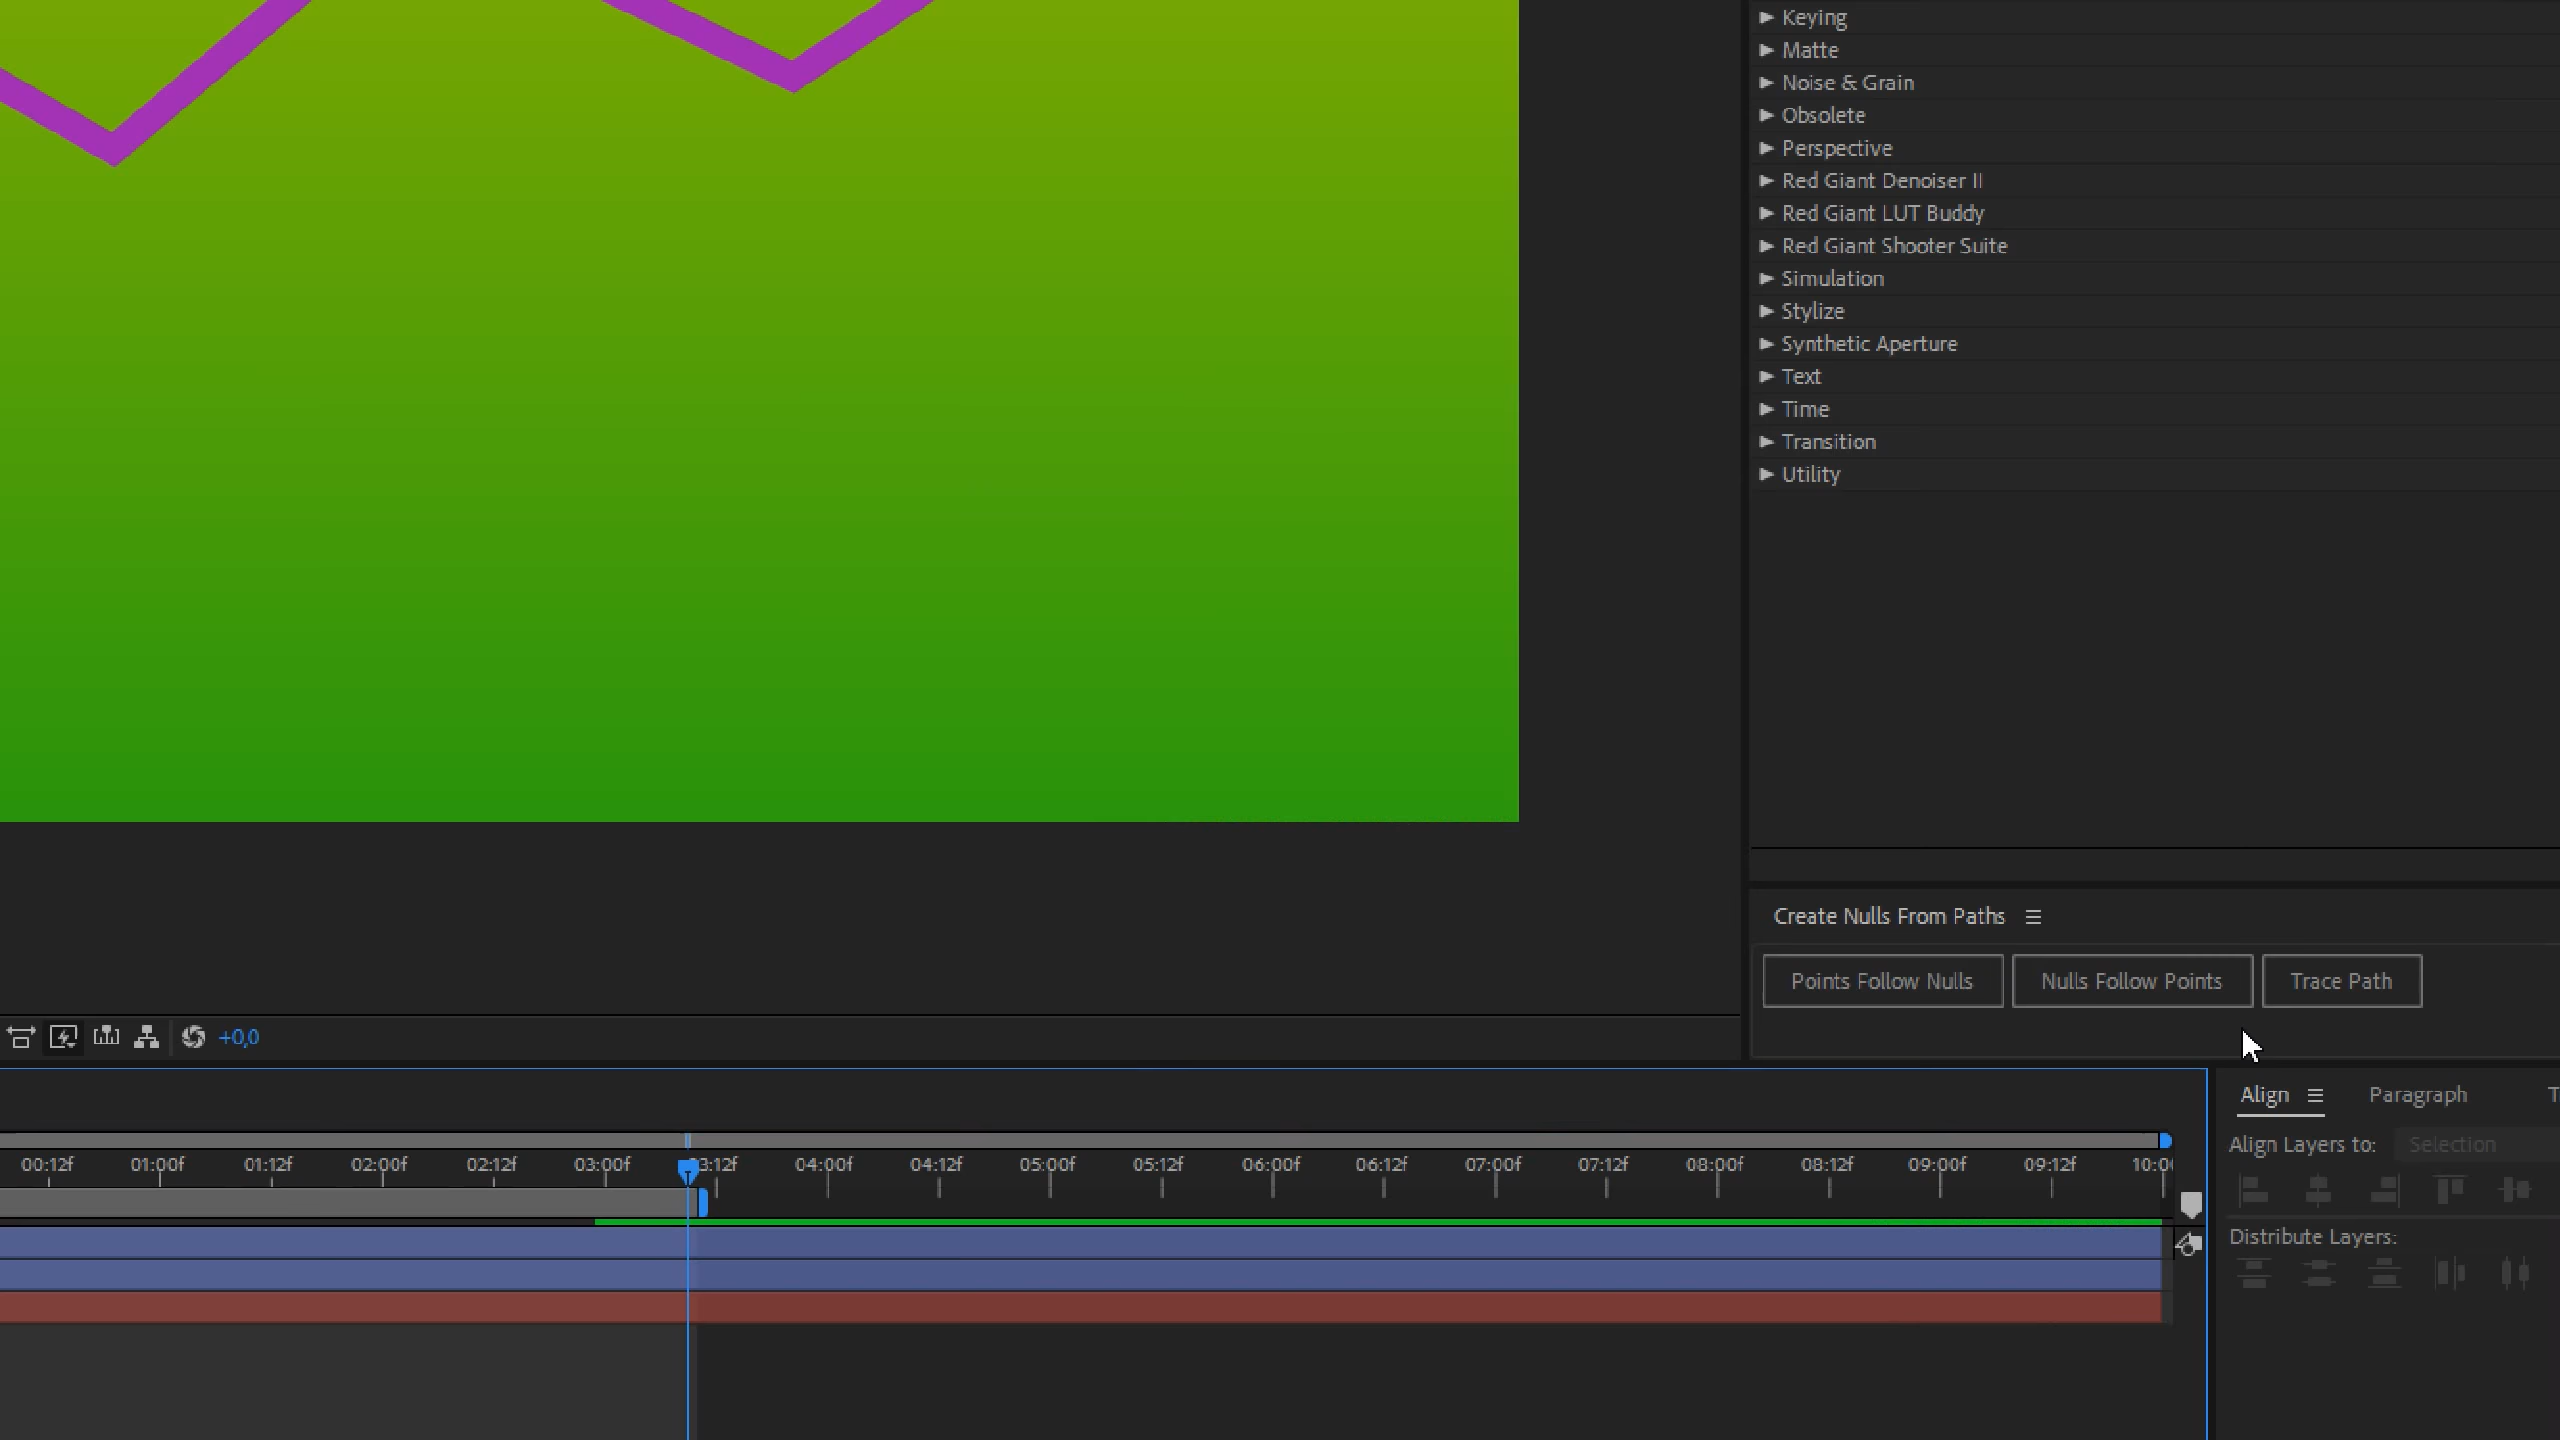 Keying
Matte
Noise & Grain
Obsolete
Perspective
Red Giant Denoiser II
Red Giant LUT Buddy
Red Giant Shooter Suite
Simulation
Stylize
Synthetic Aperture
Text
Time
Transition
Utility
Create Nulls From Paths
Points Follow Nulls Nulls Follow Points Trace Path
+0,0
Align Paragraph
Align Layers to: Selection
00:12f 01:00f 01:12f 02:00f 02:12f 03:00f 3:12f 04:00f 04:12f 05:00f 05:12f 06:00f 06:12f 07:00f 07:12f 08:00f 08:12f 09:00f 09:12f 10:0
Distribute Layers: